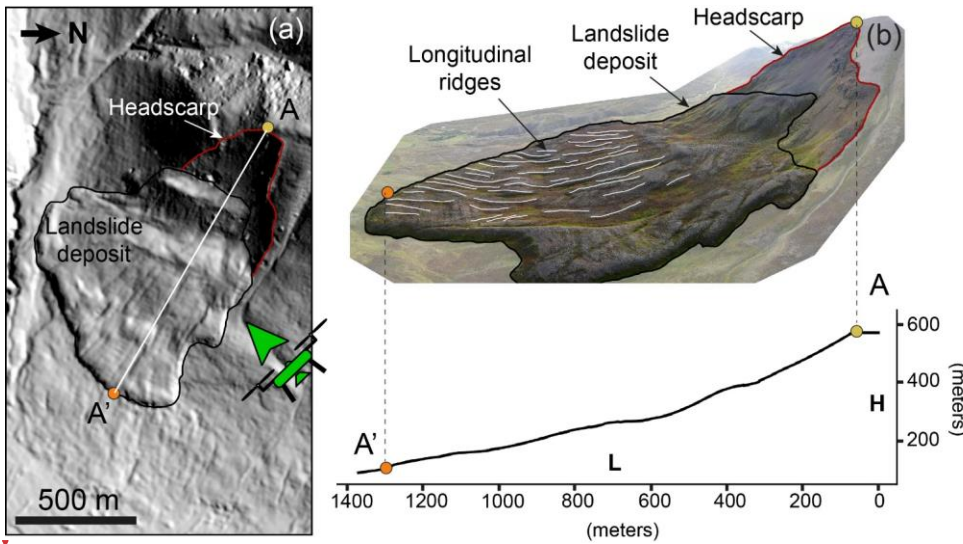 N
(a)
Headscarp
A
Landslide
deposit
A'
500 m
Headscarp
(b)
Landslide
deposit
Longitudinal
ridges
A
600
400
200
(meters)
H
A'
L
1400
1200
1000
800
600
400
200
0
(meters)